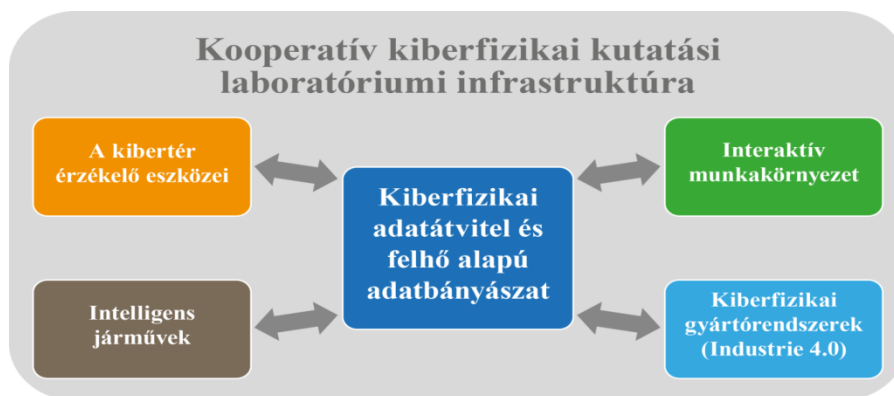 Kooperatív kiberfizikai kutatási
laboratóriumi infrastruktúra
A kibertér
érzékelő eszközei
Interaktív
munkakörnyezet
Kiberfizikai
adatátvitel és
felhő alapú
adatbányászat
Intelligens
járművek
Kiberfizikai
gyártórendszerek
(Industrie 4.0)